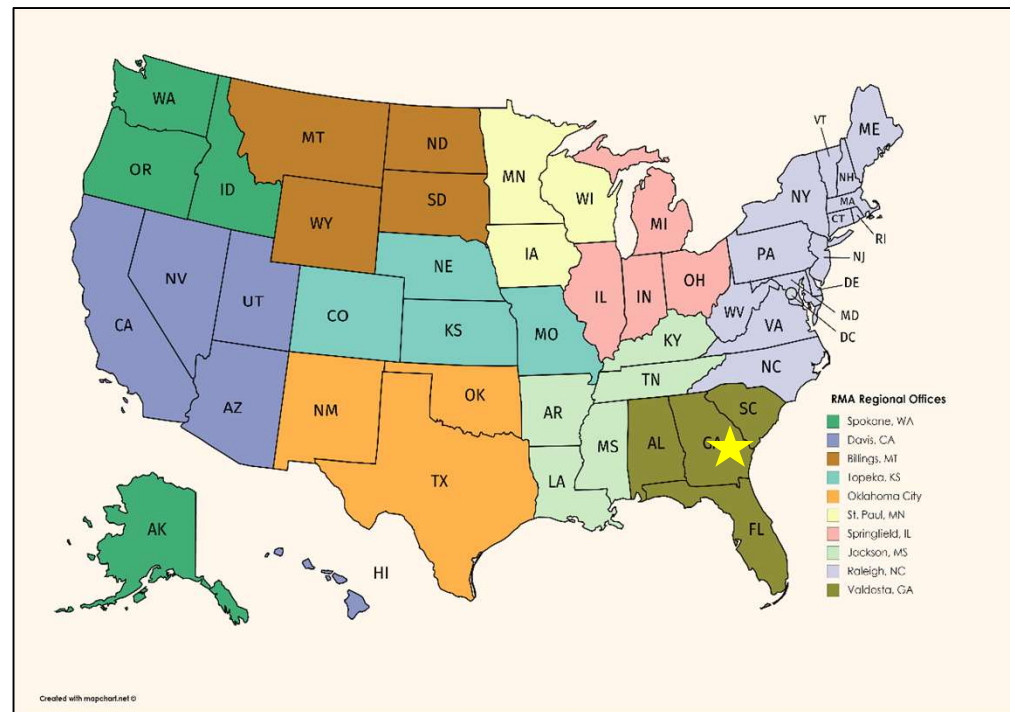 WA
OR
ID
MT
ND
SD
WY
MN
WI
IA
MI
IL
IN
OH
NE
CO
KS
MO
CA
NV
UT
AZ
NM
OK
TX
AR
LA
MS
KY
TN
AL
GA
SC
FL
VT
ME
NH
NY
MA
CT
RI
NJ
PA
DE
MD
DC
WV
VA
NC
AK
HI
RMA Regional Offices
Spokane, WA
Davis, CA
Billings, MT
Topeka, KS
Oklahoma City
St. Paul, MN
Springfield, IL
Jackson, MS
Raleigh, NC
Valdosta, GA
Created with mapchart.net ©